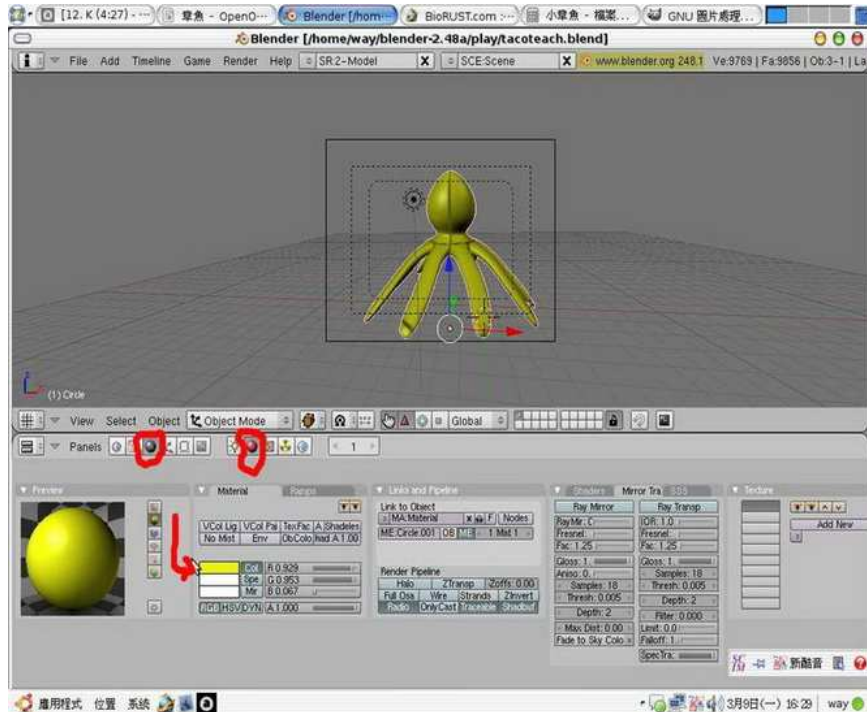 [12. K (4:27) - ... 章魚 - OpenO... Blender [/hom... BioRUST.com :... 小章魚 - 檔案... GNU 圖片處理...
Blender [/home/way/blender-2.48a/play/tacoteach.blend]
File Add Timeline Game Render Help SR:2-Model X SCE:Scene X www.blender.org 248.1 Ve:9769 | Fa:9856 | Ob:3-1 | La
(1) Circle
View Select Object Object Mode Global
Panels 1
Preview Material Ramps Links and Pipeline Shaders Mirror Tra SSS Texture
VCol Lig VCol Pai TexFac A Shadeles
No Mist Env ObColo had A 1.00
Col R 0.929
Spe G 0.953
Mir B 0.067
RGB HSV DYN A 1.000
Link to Object
MA:Material X F Nodes
ME:Circle.001 OB ME 1 Mat 1
Render Pipeline
Halo ZTransp Zoffs: 0.00
Full Osa Wire Strands ZInvert
Radio OnlyCast Traceable Shadbuf
Ray Mirror
RayMir: 0
Fresnel:
Fac: 1.25
Gloss: 1.
Aniso: 0.
Samples: 18
Thresh: 0.005
Depth: 2
Max Dist: 0.00
Fade to Sky Colo
Ray Transp
IOR: 1.0
Fresnel:
Fac: 1.25
Gloss: 1.
Samples: 18
Thresh: 0.005
Depth: 2
Filter: 0.000
Limit: 0.0
Falloff: 1.
SpecTra:
Add New
新酷音
應用程式 位置 系統 3月9日(一) 16:29 way